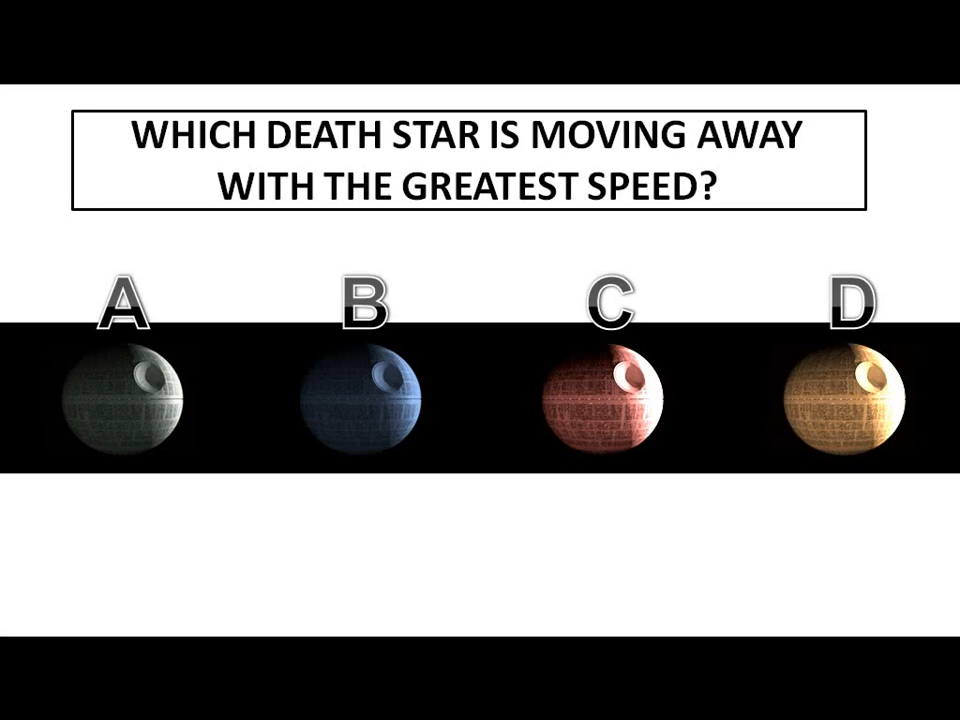 WHICH DEATH STAR IS MOVING AWAY
WITH THE GREATEST SPEED?
A B C D